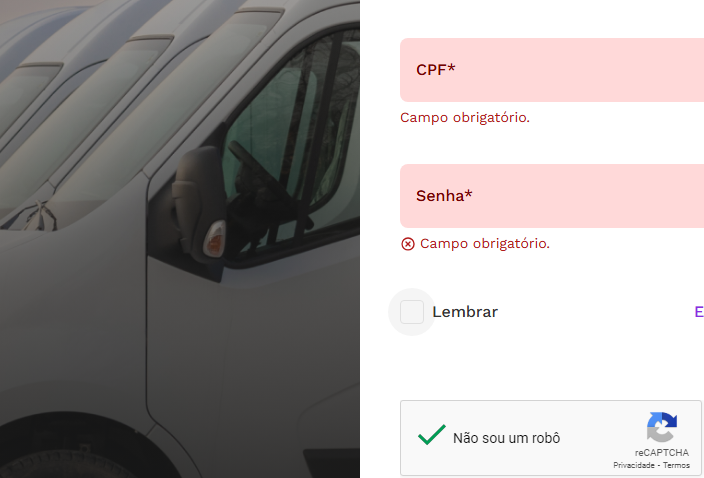 CPF*
Campo obrigatório.
Senha*
Campo obrigatório.
Lembrar
E
Não sou um robô
reCAPTCHA
Privacidade - Termos